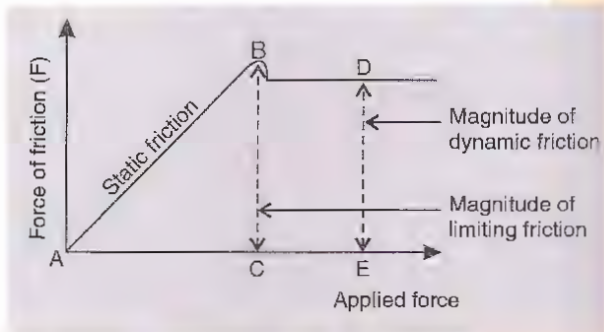 B
D
Force of friction (F)
Static friction
Magnitude of
dynamic friction
Magnitude of
limiting friction
A
C
E
Applied force